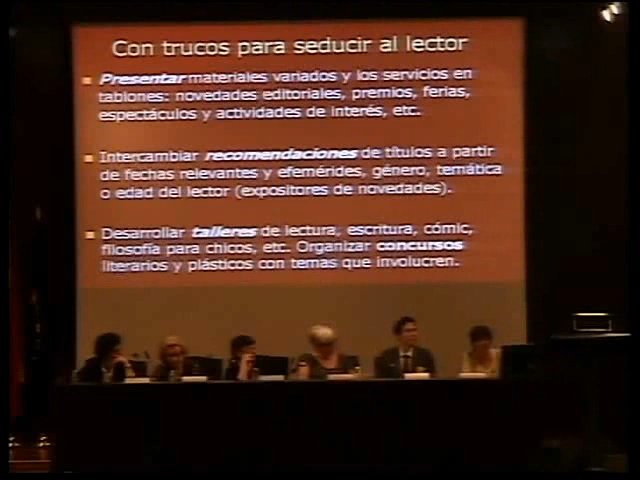 Con trucos para seducir al lector
Presentar materiales variados y los servicios en
tablones: novedades editoriales, premios, ferias,
espectáculos y actividades de interés, etc.
Intercambiar recomendaciones de títulos a partir
de fechas relevantes y efemérides, género, temática
o edad del lector (expositores de novedades).
Desarrollar talleres de lectura, escritura, cómic,
filosofía para chicos, etc. Organizar concursos
literarios y plásticos con temas que involucren.